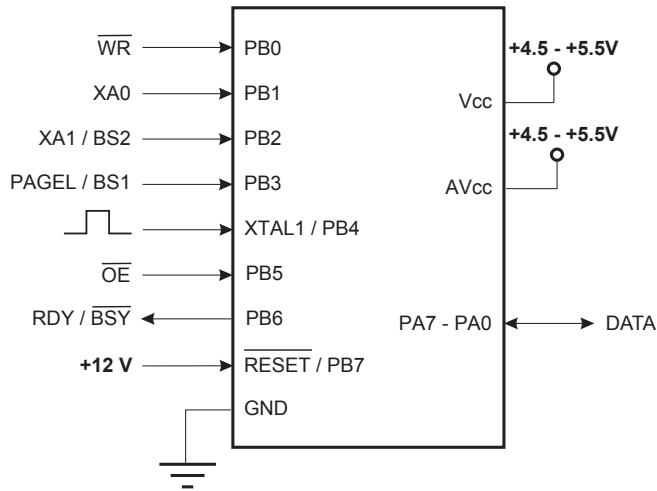 +4.5 - +5.5V
WR PB0
XA0 PB1
Vcc
XA1 / BS2 PB2
+4.5 - +5.5V
PAGEL / BS1 PB3
AVcc
XTAL1 / PB4
OE PB5
RDY / BSY PB6 PA7 - PA0 DATA
+12 V RESET / PB7
GND